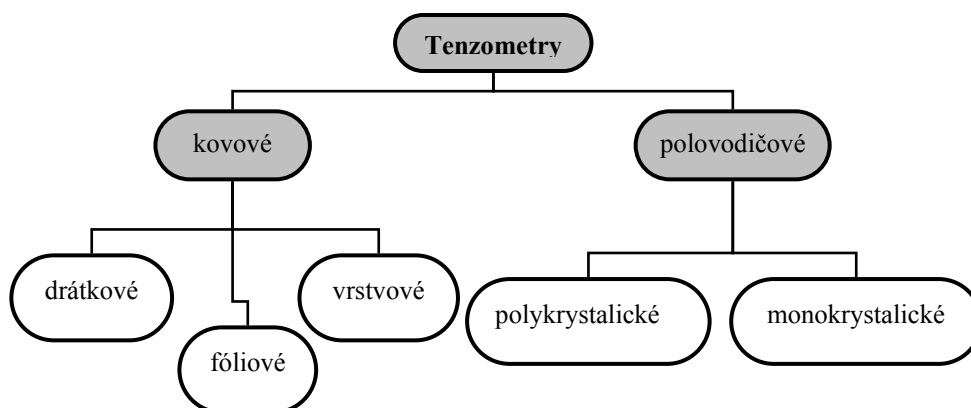 Tenzometry
kovové
polovodičové
drátkové
fóliové
vrstvové
polykrystalické
monokrystalické